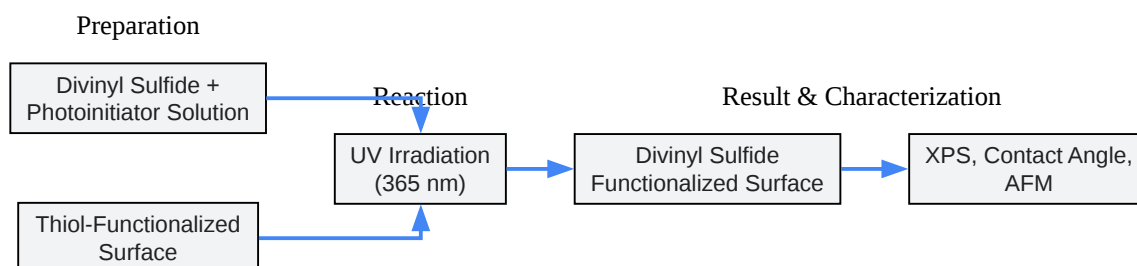 Preparation
Divinyl Sulfide +
Photoinitiator Solution
Thiol-Functionalized
Surface
Reaction
UV Irradiation
(365 nm)
Result & Characterization
Divinyl Sulfide
Functionalized Surface
XPS, Contact Angle,
AFM